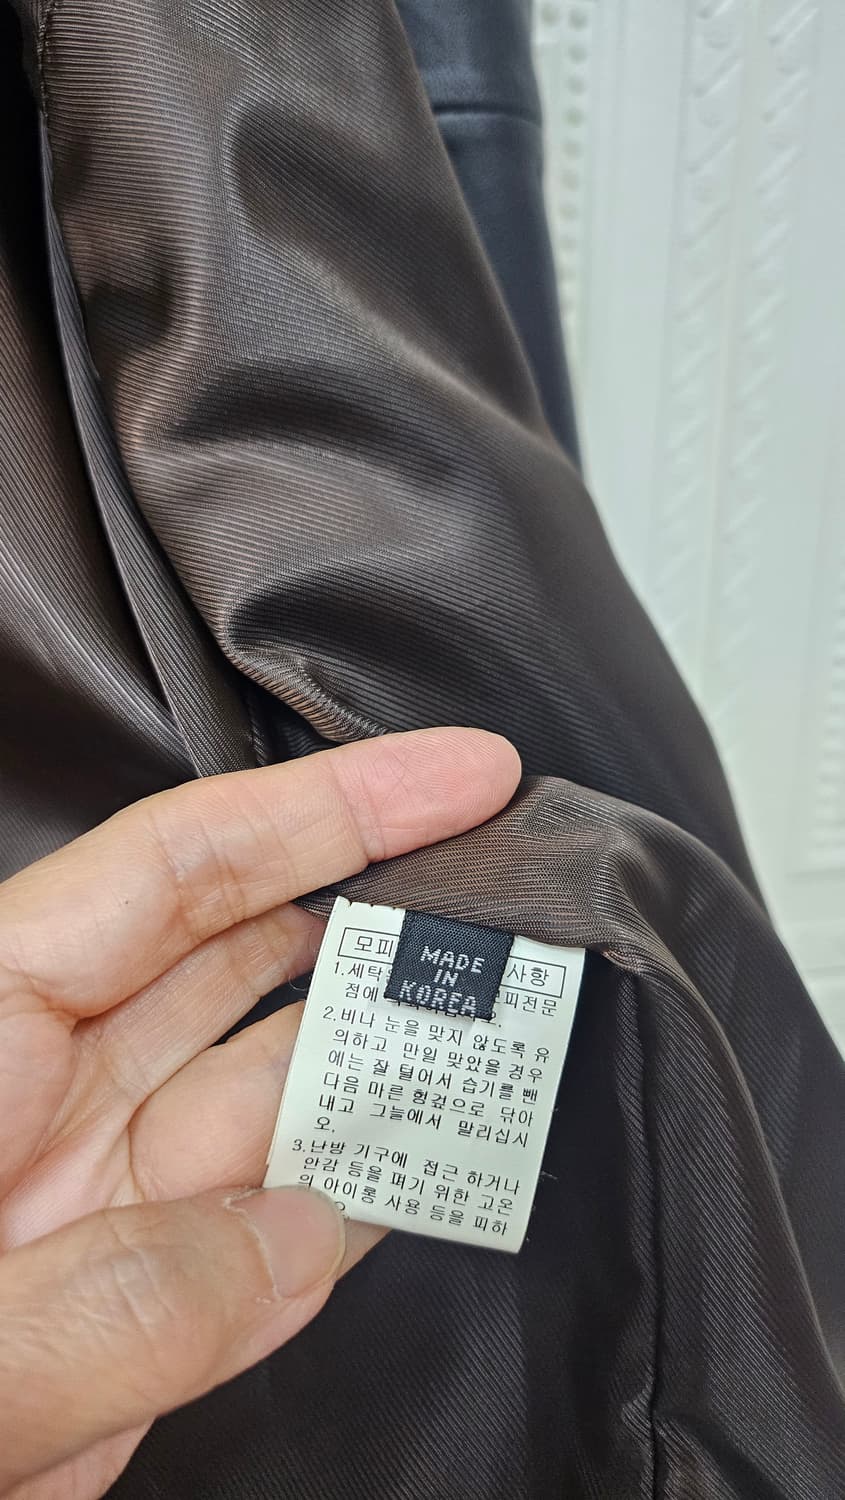 모피
사항
MADE
IN
KOREA
1.세탁
피전문
점에
2.비나 눈을 맞지 않도록 유
의하고 만일 맞았을 경우
에는 잘 털어서 습기를 뺀
다음 마른 헝겊으로 닦아
내고 그늘에서 말리십시
오.
3.난방 기구에 접근 하거나
안감 등을 펴기 위한 고온
의 아이롱 사용 등을 피하